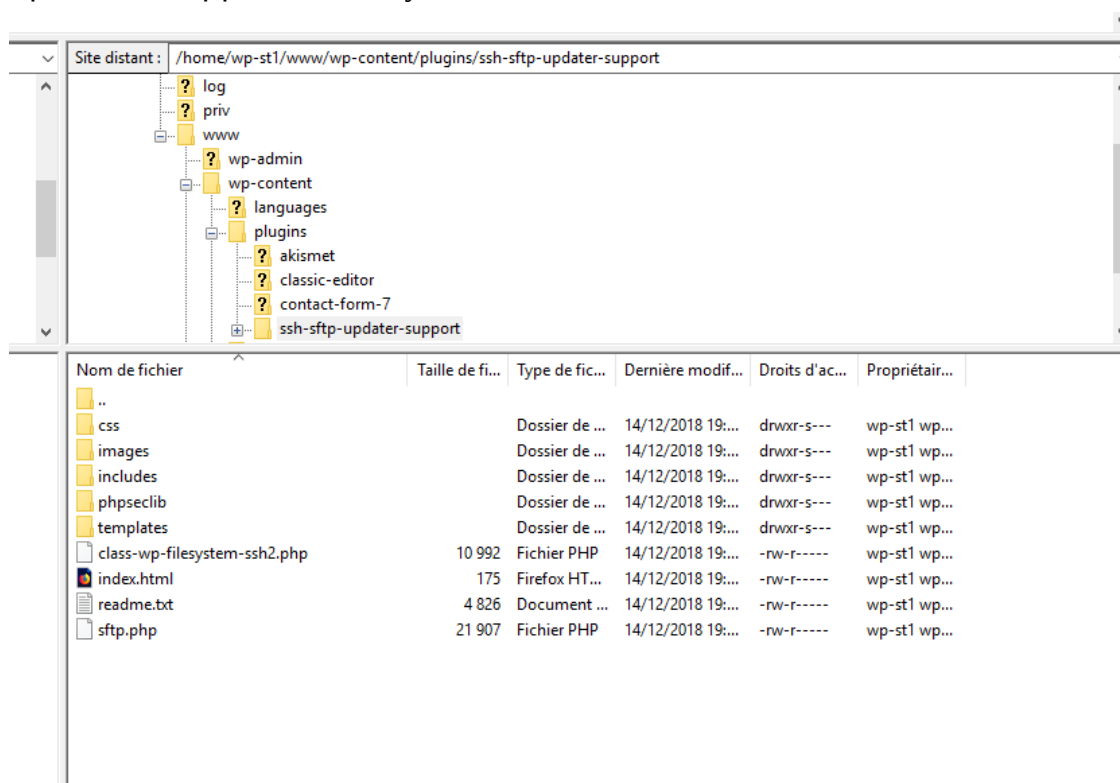 Site distant : /home/wp-st1/www/wp-content/plugins/ssh-sftp-updater-support
? log
? priv
www
? wp-admin
wp-content
? languages
plugins
? akismet
? classic-editor
? contact-form-7
ssh-sftp-updater-support
Nom de fichier Taille de fi... Type de fic... Dernière modif... Droits d'ac... Propriétair...
..
css Dossier de ... 14/12/2018 19:... drwxr-s--- wp-st1 wp...
images Dossier de ... 14/12/2018 19:... drwxr-s--- wp-st1 wp...
includes Dossier de ... 14/12/2018 19:... drwxr-s--- wp-st1 wp...
phpseclib Dossier de ... 14/12/2018 19:... drwxr-s--- wp-st1 wp...
templates Dossier de ... 14/12/2018 19:... drwxr-s--- wp-st1 wp...
class-wp-filesystem-ssh2.php 10 992 Fichier PHP 14/12/2018 19:... -rw-r----- wp-st1 wp...
index.html 175 Firefox HT... 14/12/2018 19:... -rw-r----- wp-st1 wp...
readme.txt 4 826 Document ... 14/12/2018 19:... -rw-r----- wp-st1 wp...
sftp.php 21 907 Fichier PHP 14/12/2018 19:... -rw-r----- wp-st1 wp...